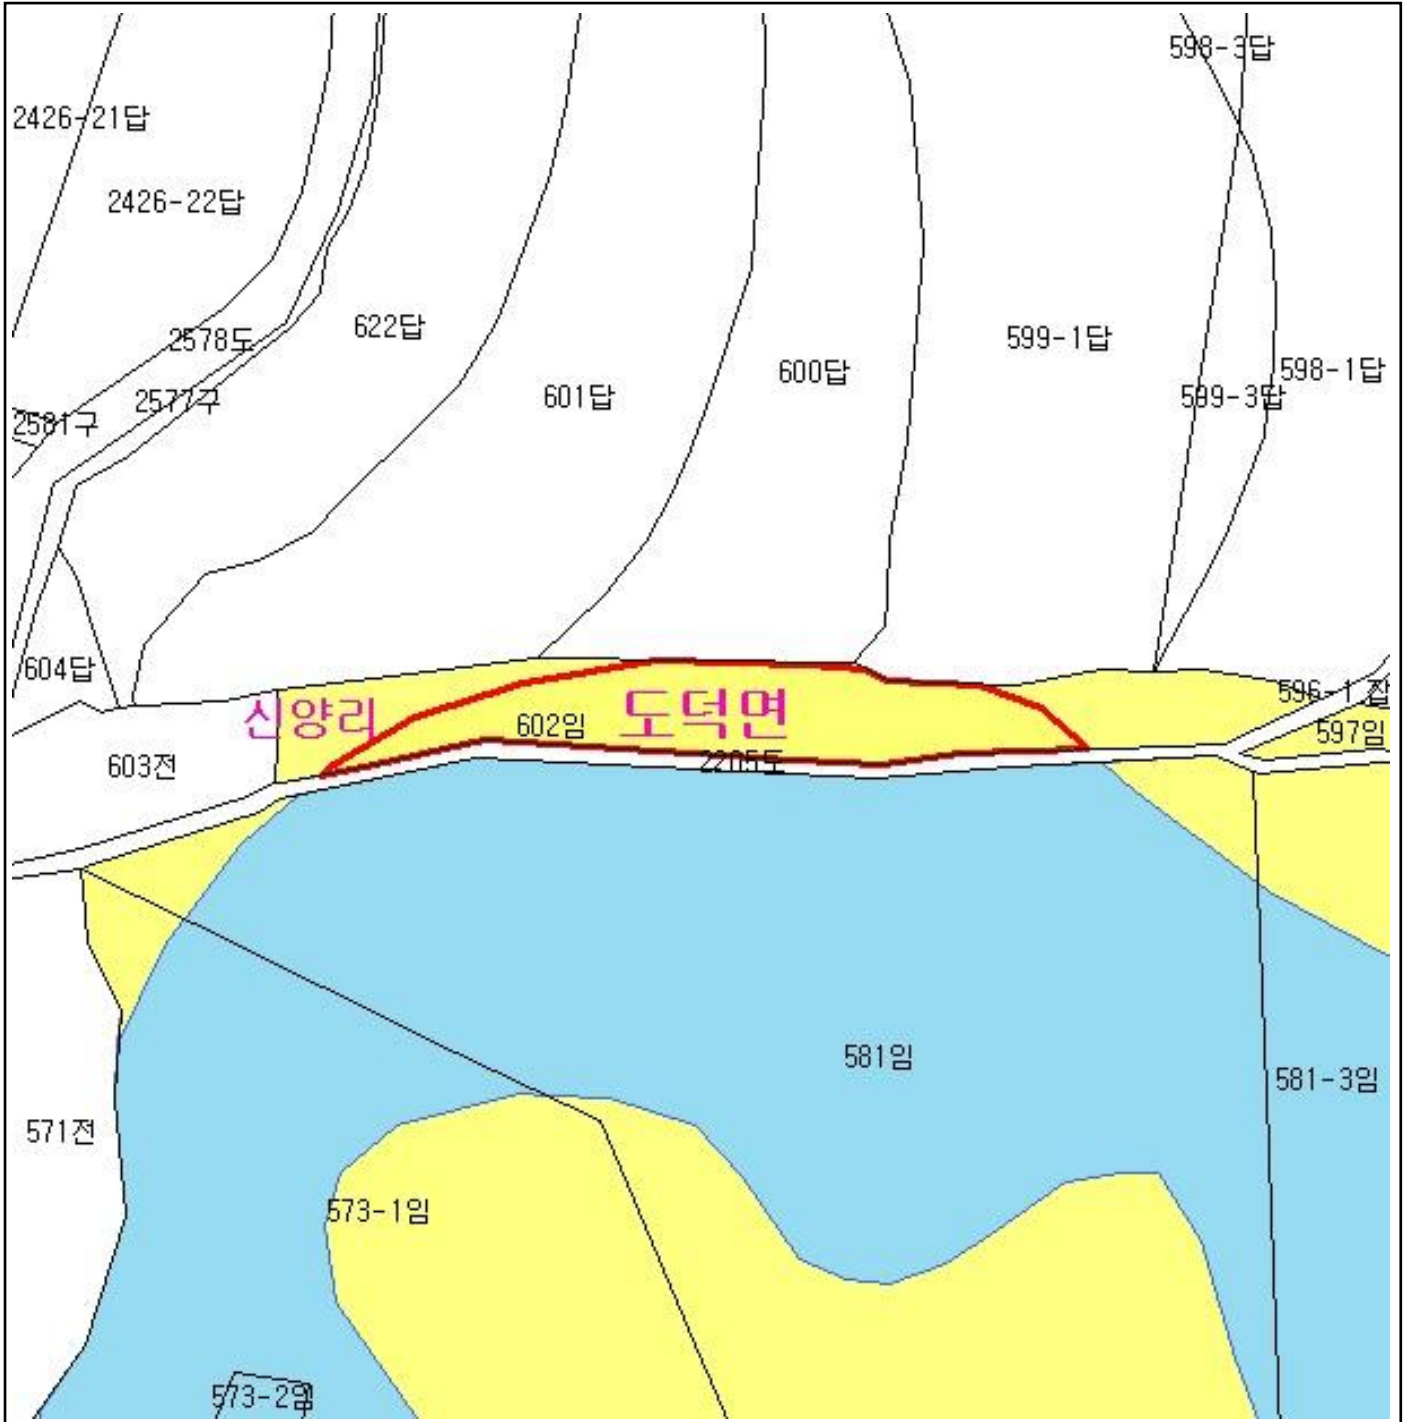 598-3답
2426-21답
2426-22답
622답
2578도
599-1답
600답
598-1답
601답
599-3답
2577구
2581구
604답
596-1 잡
신양리
602임
도덕면
597임
603전
2205도
581임
581-3임
571전
573-1임
573-2임